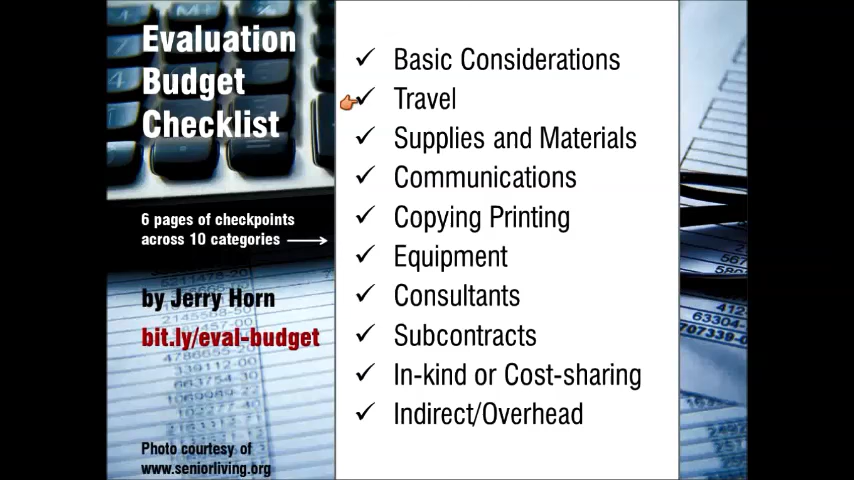 Evaluation
Budget
Checklist
6 pages of checkpoints
across 10 categories
by Jerry Horn
bit.ly/eval-budget
Photo courtesy of
www.seniorliving.org
Basic Considerations
Travel
Supplies and Materials
Communications
Copying Printing
Equipment
Consultants
Subcontracts
In-kind or Cost-sharing
Indirect/Overhead